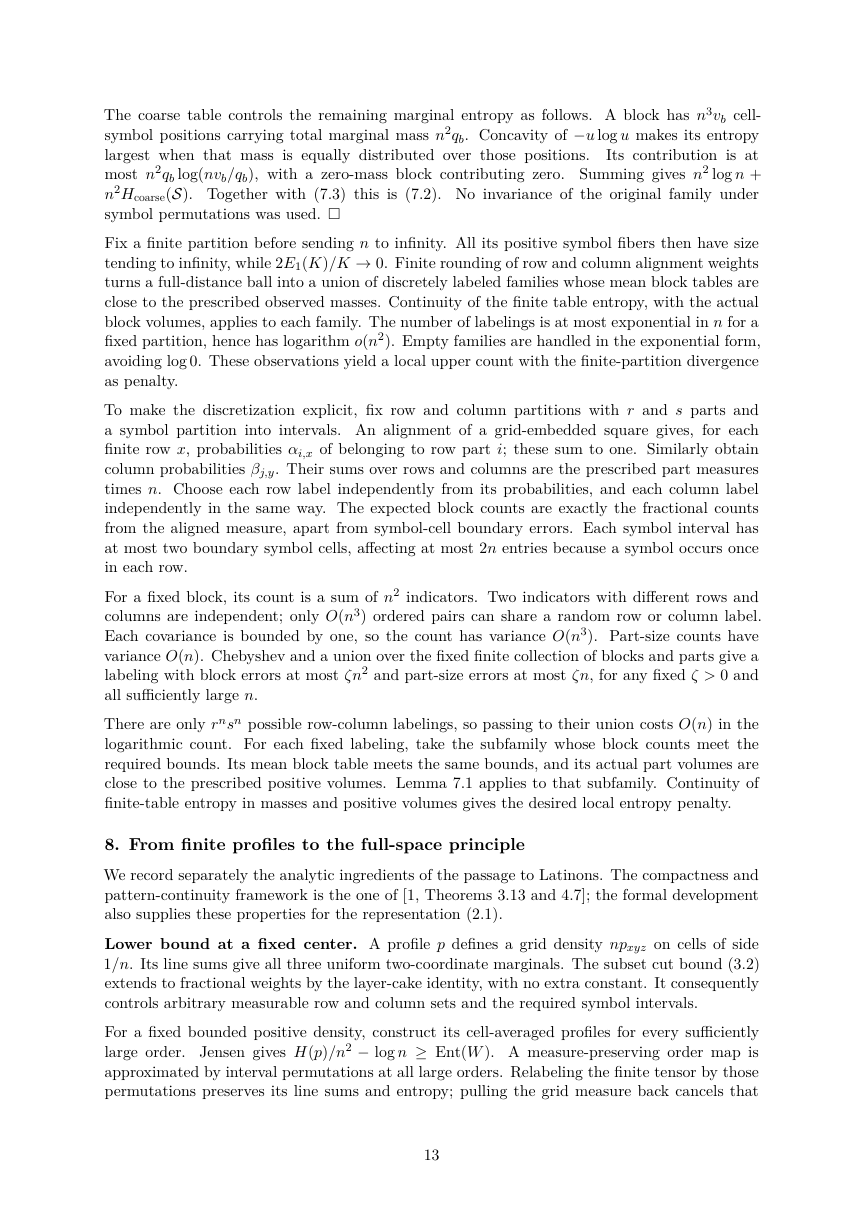 The coarse table controls the remaining marginal entropy as follows. A block has n³v_b cell-
symbol positions carrying total marginal mass n²q_b. Concavity of −u log u makes its entropy
largest when that mass is equally distributed over those positions. Its contribution is at
most n²q_b log(nv_b/q_b), with a zero-mass block contributing zero. Summing gives n² log n +
n²H_coarse(𝒮). Together with (7.3) this is (7.2). No invariance of the original family under
symbol permutations was used. □
Fix a finite partition before sending n to infinity. All its positive symbol fibers then have size
tending to infinity, while 2E₁(K)/K → 0. Finite rounding of row and column alignment weights
turns a full-distance ball into a union of discretely labeled families whose mean block tables are
close to the prescribed observed masses. Continuity of the finite table entropy, with the actual
block volumes, applies to each family. The number of labelings is at most exponential in n for a
fixed partition, hence has logarithm o(n²). Empty families are handled in the exponential form,
avoiding log 0. These observations yield a local upper count with the finite-partition divergence
as penalty.
To make the discretization explicit, fix row and column partitions with r and s parts and
a symbol partition into intervals. An alignment of a grid-embedded square gives, for each
finite row x, probabilities α_{i,x} of belonging to row part i; these sum to one. Similarly obtain
column probabilities β_{j,y}. Their sums over rows and columns are the prescribed part measures
times n. Choose each row label independently from its probabilities, and each column label
independently in the same way. The expected block counts are exactly the fractional counts
from the aligned measure, apart from symbol-cell boundary errors. Each symbol interval has
at most two boundary symbol cells, affecting at most 2n entries because a symbol occurs once
in each row.
For a fixed block, its count is a sum of n² indicators. Two indicators with different rows and
columns are independent; only O(n³) ordered pairs can share a random row or column label.
Each covariance is bounded by one, so the count has variance O(n³). Part-size counts have
variance O(n). Chebyshev and a union over the fixed finite collection of blocks and parts give a
labeling with block errors at most ζn² and part-size errors at most ζn, for any fixed ζ > 0 and
all sufficiently large n.
There are only rⁿsⁿ possible row-column labelings, so passing to their union costs O(n) in the
logarithmic count. For each fixed labeling, take the subfamily whose block counts meet the
required bounds. Its mean block table meets the same bounds, and its actual part volumes are
close to the prescribed positive volumes. Lemma 7.1 applies to that subfamily. Continuity of
finite-table entropy in masses and positive volumes gives the desired local entropy penalty.
8. From finite profiles to the full-space principle
We record separately the analytic ingredients of the passage to Latinons. The compactness and
pattern-continuity framework is the one of [1, Theorems 3.13 and 4.7]; the formal development
also supplies these properties for the representation (2.1).
Lower bound at a fixed center. A profile p defines a grid density np_{xyz} on cells of side
1/n. Its line sums give all three uniform two-coordinate marginals. The subset cut bound (3.2)
extends to fractional weights by the layer-cake identity, with no extra constant. It consequently
controls arbitrary measurable row and column sets and the required symbol intervals.
For a fixed bounded positive density, construct its cell-averaged profiles for every sufficiently
large order. Jensen gives H(p)/n² − log n ≥ Ent(W). A measure-preserving order map is
approximated by interval permutations at all large orders. Relabeling the finite tensor by those
permutations preserves its line sums and entropy; pulling the grid measure back cancels that
13